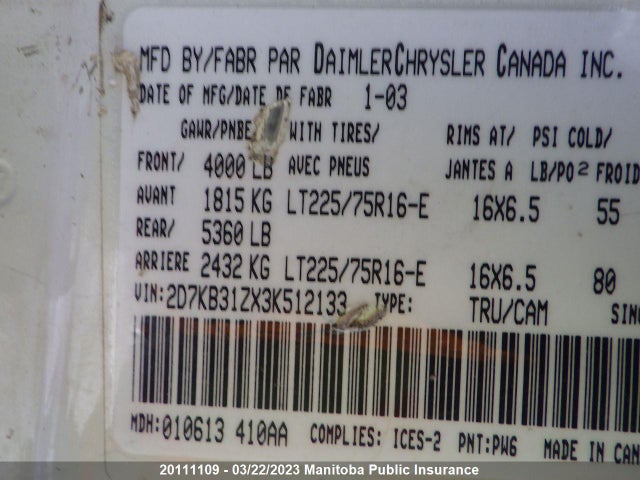 MFD BY/FABR PAR DAIMLERCHRYSLER CANADA INC.
DATE OF MFG/DATE DE FABR 1-03
GAWR/PNBE WITH TIRES/ RIMS AT/ PSI COLD/
FRONT/ 4000 LB AVEC PNEUS JANTES A LB/PO² FROID
AVANT 1815 KG LT225/75R16-E 16X6.5 55
REAR/ 5360 LB
ARRIERE 2432 KG LT225/75R16-E 16X6.5 80
VIN: 2D7KB31ZX3K512133 TYPE: TRU/CAM SIN
MDH: 010613 410AA COMPLIES: ICES-2 PNT: PW6 MADE IN CAN
20111109 - 03/22/2023 Manitoba Public Insurance